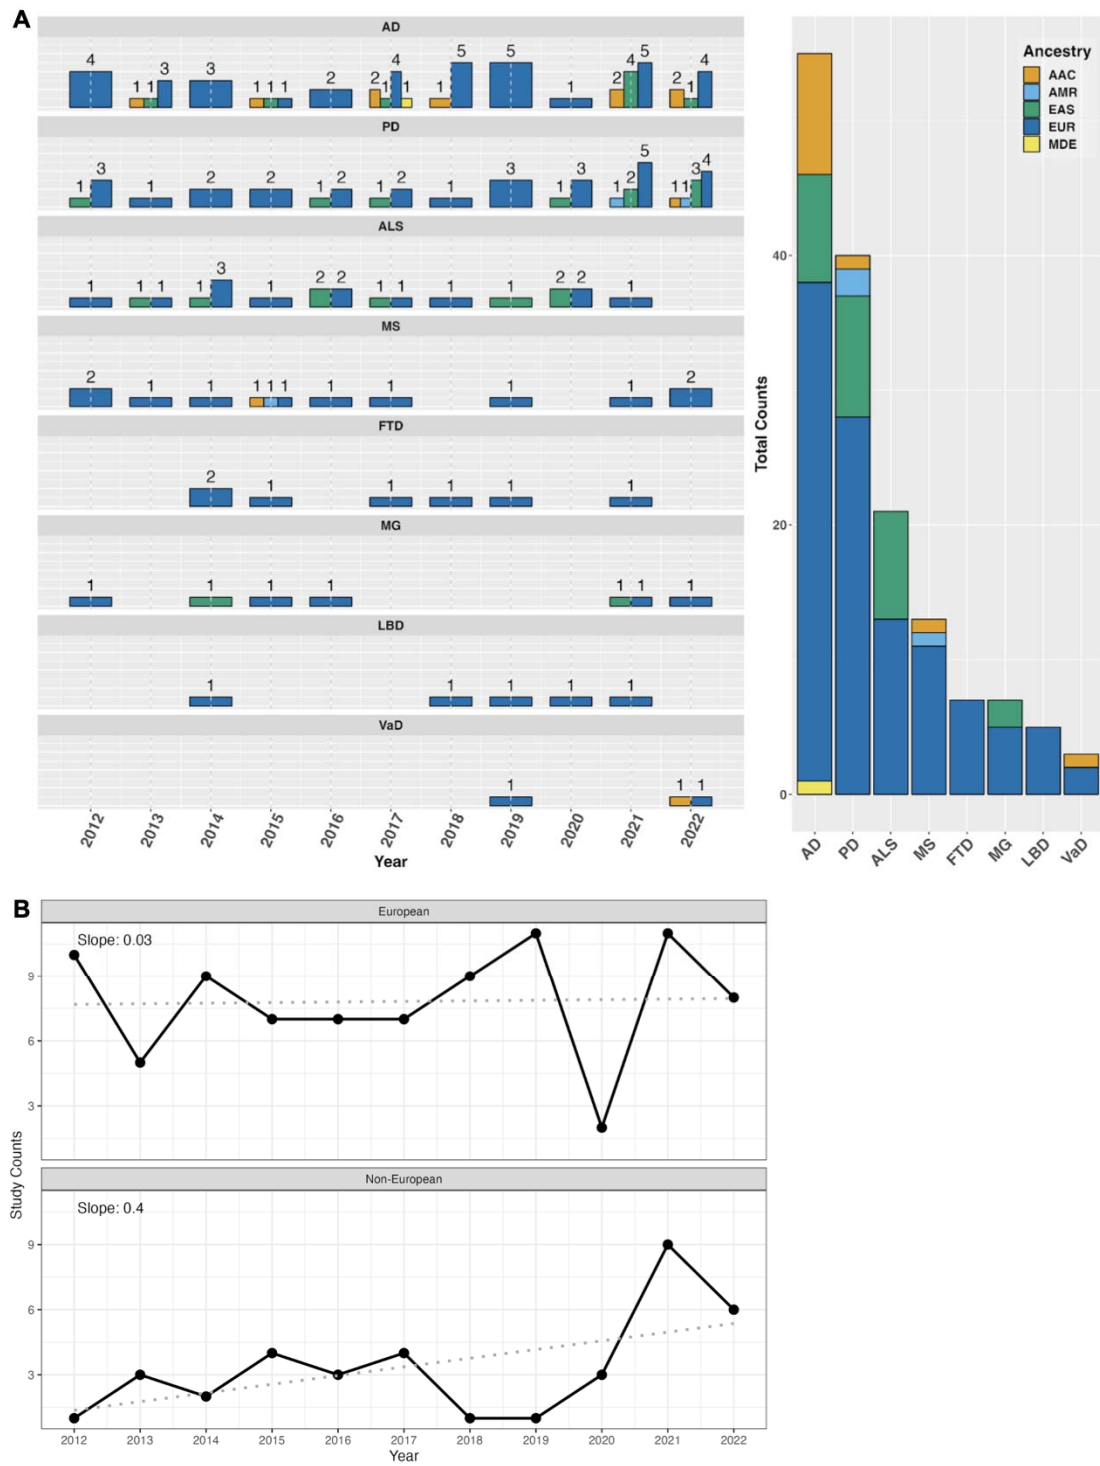 A
AD
4 1 1 3 3 1 1 1 2 2 1 4 1 1 5 5 1 2 4 5 2 1 4
PD
1 3 1 2 2 1 2 1 2 1 3 1 3 1 2 5 1 1 3 4
ALS
1 1 1 1 3 1 2 2 1 1 1 1 2 2 1
MS
2 1 1 1 1 1 1 1 1 1 2
FTD
2 1 1 1 1 1
MG
1 1 1 1 1 1 1
LBD
1 1 1 1 1
VaD
1 1 1
2012 2013 2014 2015 2016 2017 2018 2019 2020 2021 2022
Year
Total Counts
40
20
0
Ancestry
AAC
AMR
EAS
EUR
MDE
AD PD ALS MS FTD MG LBD VaD
B
European
Slope: 0.03
9
6
3
Study Counts
Non-European
Slope: 0.4
9
6
3
2012 2013 2014 2015 2016 2017 2018 2019 2020 2021 2022
Year